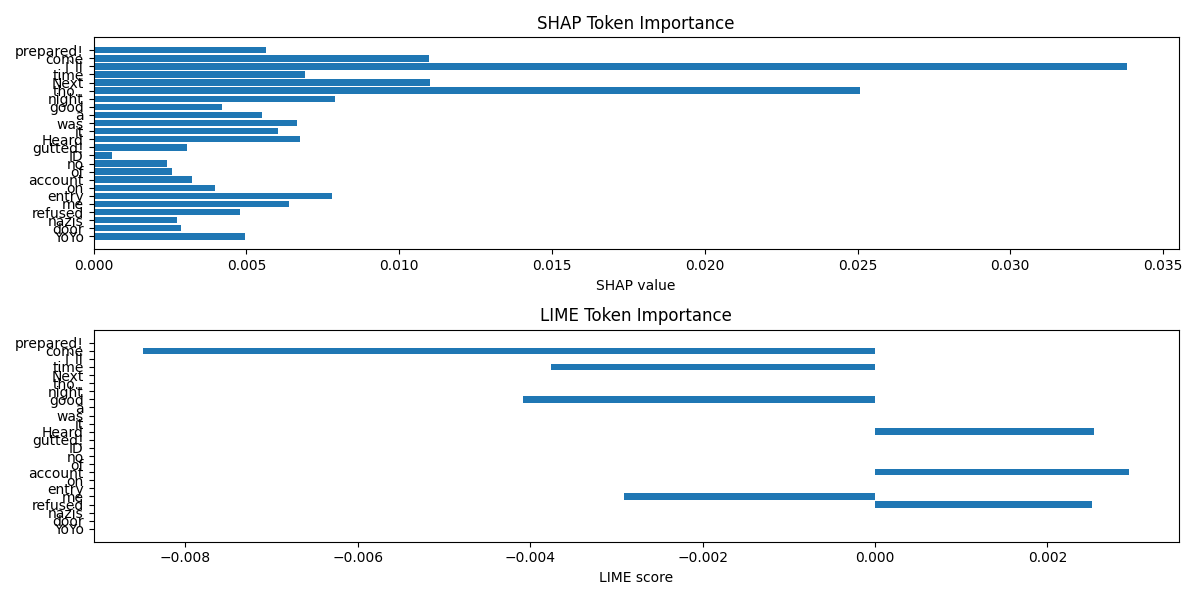 SHAP Token Importance
prepared!
come
I'll
time
Next
tho..
night
good
a
was
it
Heard
gutted!
ID
no
of
account
on
entry
me
refused
nazis
door
YoYo
0.000 0.005 0.010 0.015 0.020 0.025 0.030 0.035
SHAP value
LIME Token Importance
prepared!
come
I'll
time
Next
tho..
night
good
a
was
it
Heard
gutted!
ID
no
of
account
on
entry
me
refused
nazis
door
YoYo
−0.008 −0.006 −0.004 −0.002 0.000 0.002
LIME score